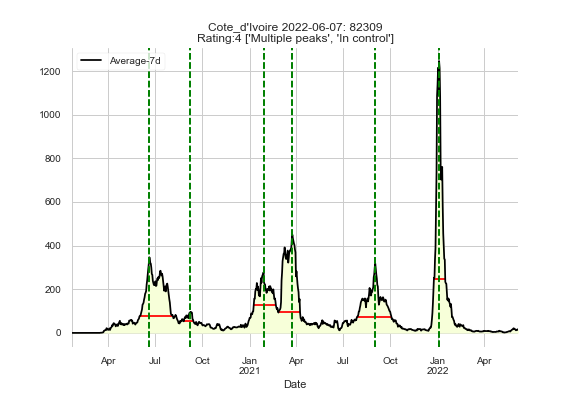 Cote_d'Ivoire 2022-06-07: 82309
Rating:4 ['Multiple peaks', 'In control']
Average-7d
1200
1000
800
600
400
200
0
Apr Jul Oct Jan Apr Jul Oct Jan Apr
2021 2022
Date